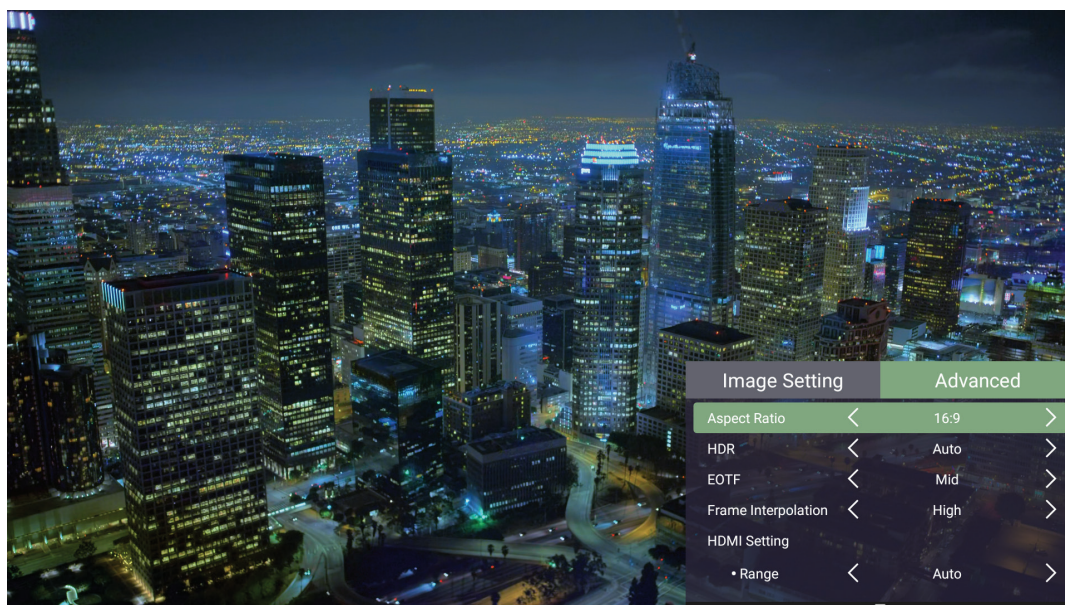 Image Setting Advanced
Aspect Ratio 16:9
HDR Auto
EOTF Mid
Frame Interpolation High
HDMI Setting
• Range Auto